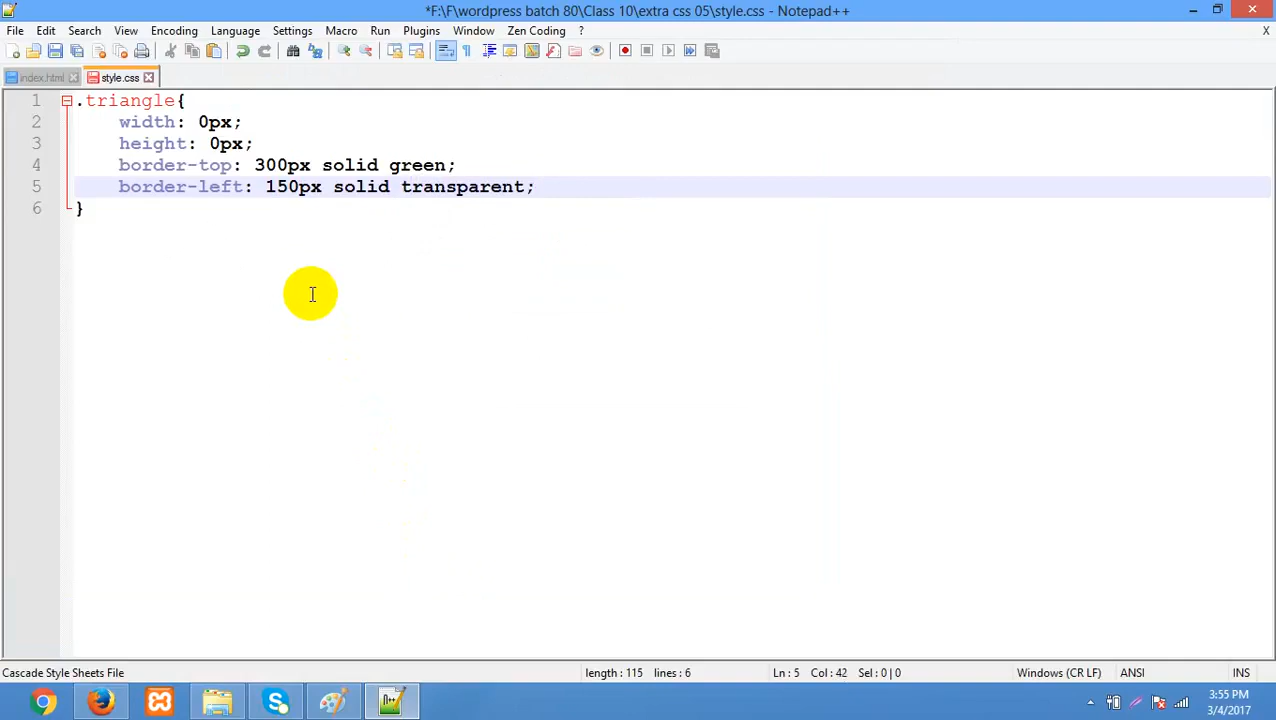 *F:\F\wordpress batch 80\Class 10\extra css 05\style.css - Notepad++
File Edit Search View Encoding Language Settings Macro Run Plugins Window Zen Coding ? X
index.html style.css
1 .triangle{
2 width: 0px;
3 height: 0px;
4 border-top: 300px solid green;
5 border-left: 150px solid transparent;
6 }
Cascade Style Sheets File length : 115 lines : 6 Ln : 5 Col : 42 Sel : 0 | 0 Windows (CR LF) ANSI INS
3:55 PM
3/4/2017